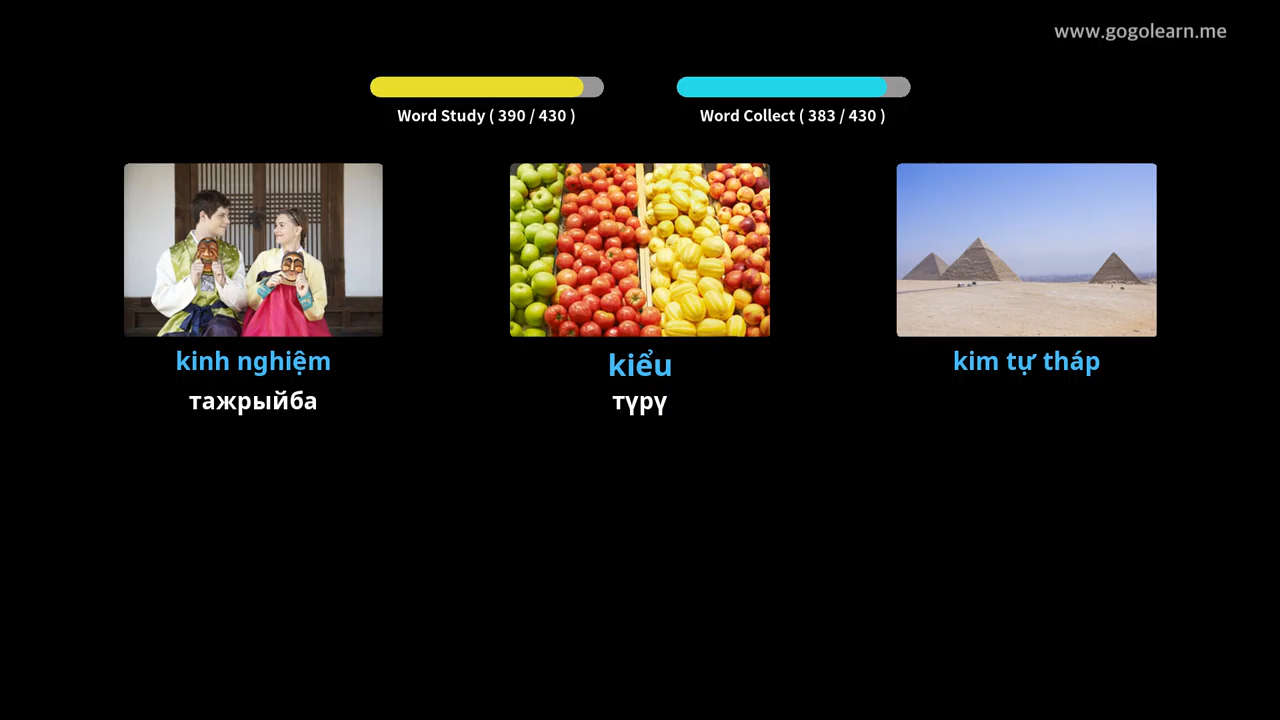 www.gogolearn.me
Word Study ( 390 / 430 )
Word Collect ( 383 / 430 )
kinh nghiệm
тажрыйба
kiểu
түрү
kim tự tháp